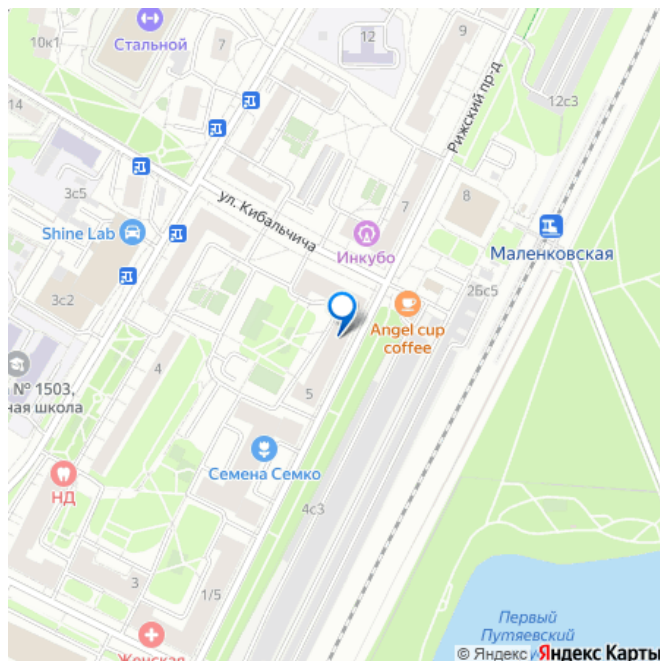 10к1
Стальной
7
12
9
14
Рижский пр-д
12с3
3с5
ул. Кибальчича
8
7
Shine Lab
Инкубо
Маленковская
3с2
2Бс5
Angel cup
coffee
№ 1503,
ная школа
4
5
Семена Семко
НД
4с3
3
1/5
Женская
Первый
Путяевский
© Яндекс Яндекс Карты